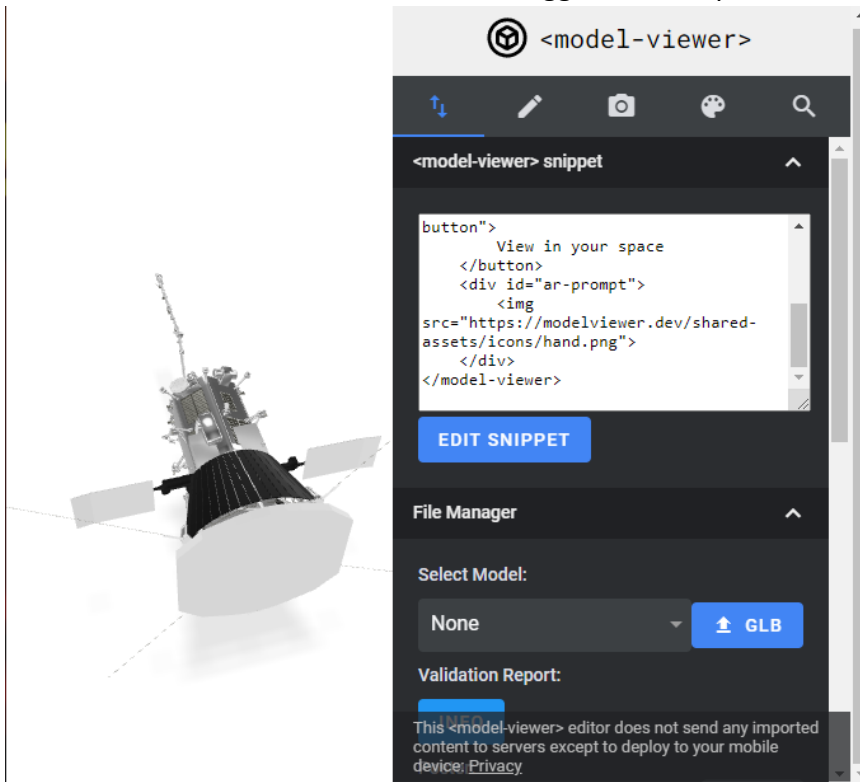 <model-viewer>
<model-viewer> snippet
button">
View in your space
</button>
<div id="ar-prompt">
<img
src="https://modelviewer.dev/shared-
assets/icons/hand.png">
</div>
</model-viewer>
EDIT SNIPPET
File Manager
Select Model:
None
GLB
Validation Report:
INFO
This <model-viewer> editor does not send any imported
content to servers except to deploy to your mobile
device. Privacy